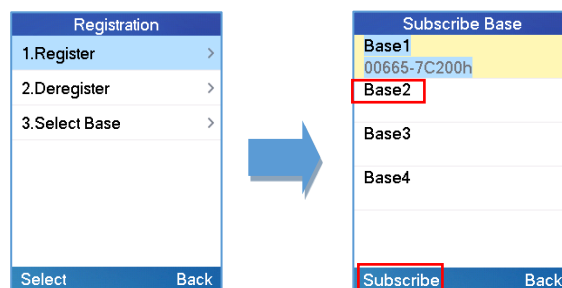 Registration
1.Register
2.Deregister
3.Select Base
Select Back
Subscribe Base
Base1
00665-7C200h
Base2
Base3
Base4
Subscribe Back